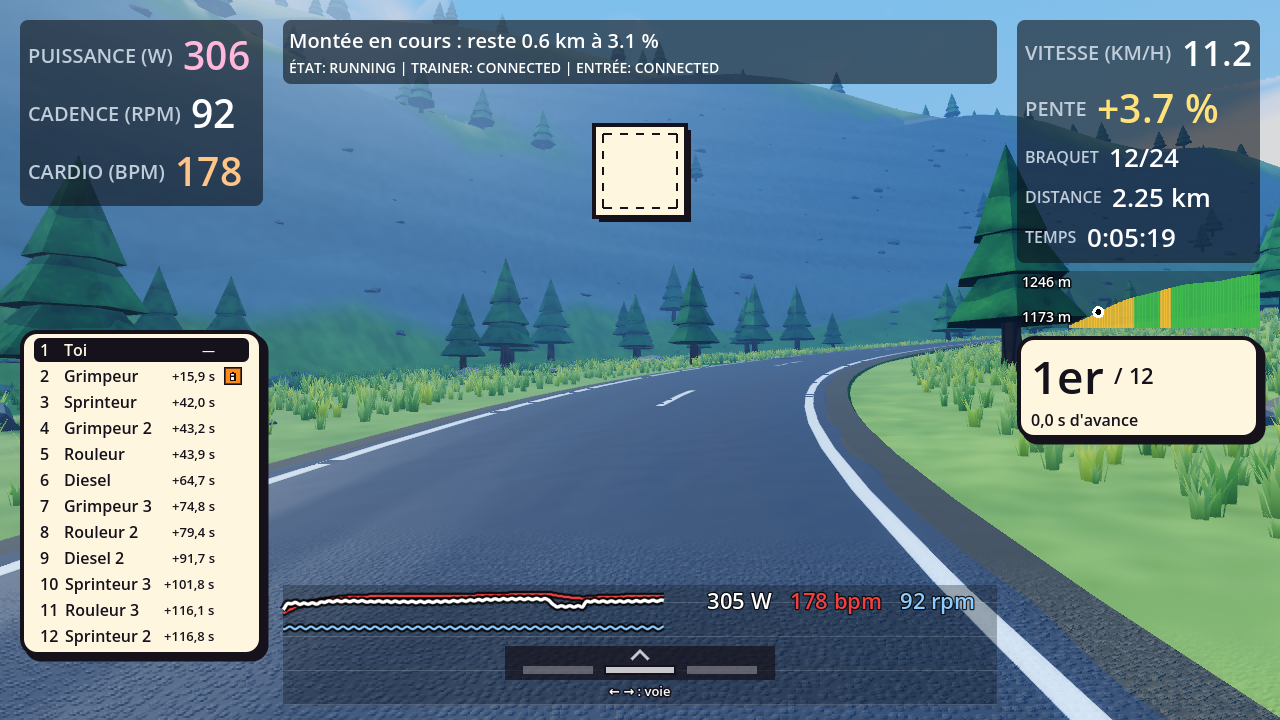 PUISSANCE (W) 306
CADENCE (RPM) 92
CARDIO (BPM) 178
Montée en cours : reste 0.6 km à 3.1 %
ÉTAT: RUNNING | TRAINER: CONNECTED | ENTRÉE: CONNECTED
VITESSE (KM/H) 11.2
PENTE +3.7 %
BRAQUET 12/24
DISTANCE 2.25 km
TEMPS 0:05:19
1246 m
1173 m
1er / 12
0,0 s d'avance
1 Toi —
2 Grimpeur +15,9 s
3 Sprinteur +42,0 s
4 Grimpeur 2 +43,2 s
5 Rouleur +43,9 s
6 Diesel +64,7 s
7 Grimpeur 3 +74,8 s
8 Rouleur 2 +79,4 s
9 Diesel 2 +91,7 s
10 Sprinteur 3 +101,8 s
11 Rouleur 3 +116,1 s
12 Sprinteur 2 +116,8 s
305 W 178 bpm 92 rpm
← → : voie